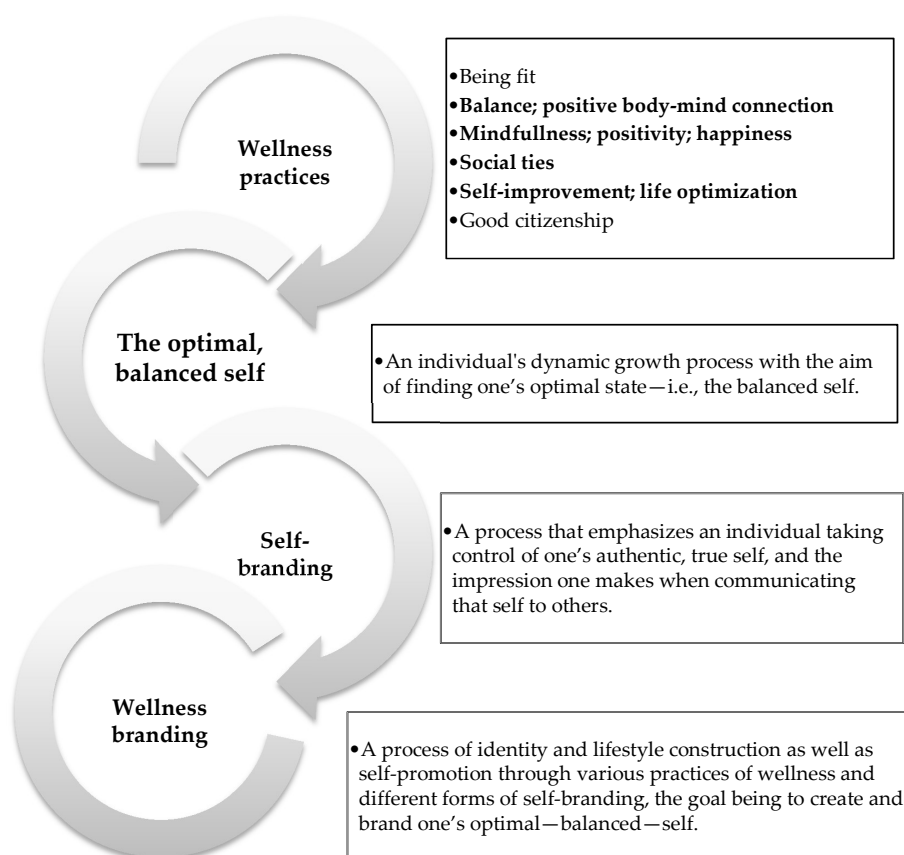 Wellness
practices
•Being fit
•Balance; positive body-mind connection
•Mindfullness; positivity; happiness
•Social ties
•Self-improvement; life optimization
•Good citizenship
The optimal,
balanced self
•An individual's dynamic growth process with the aim
of finding one’s optimal state—i.e., the balanced self.
Self-
branding
•A process that emphasizes an individual taking
control of one’s authentic, true self, and the
impression one makes when communicating
that self to others.
Wellness
branding
•A process of identity and lifestyle construction as well as
self-promotion through various practices of wellness and
different forms of self-branding, the goal being to create and
brand one’s optimal—balanced—self.